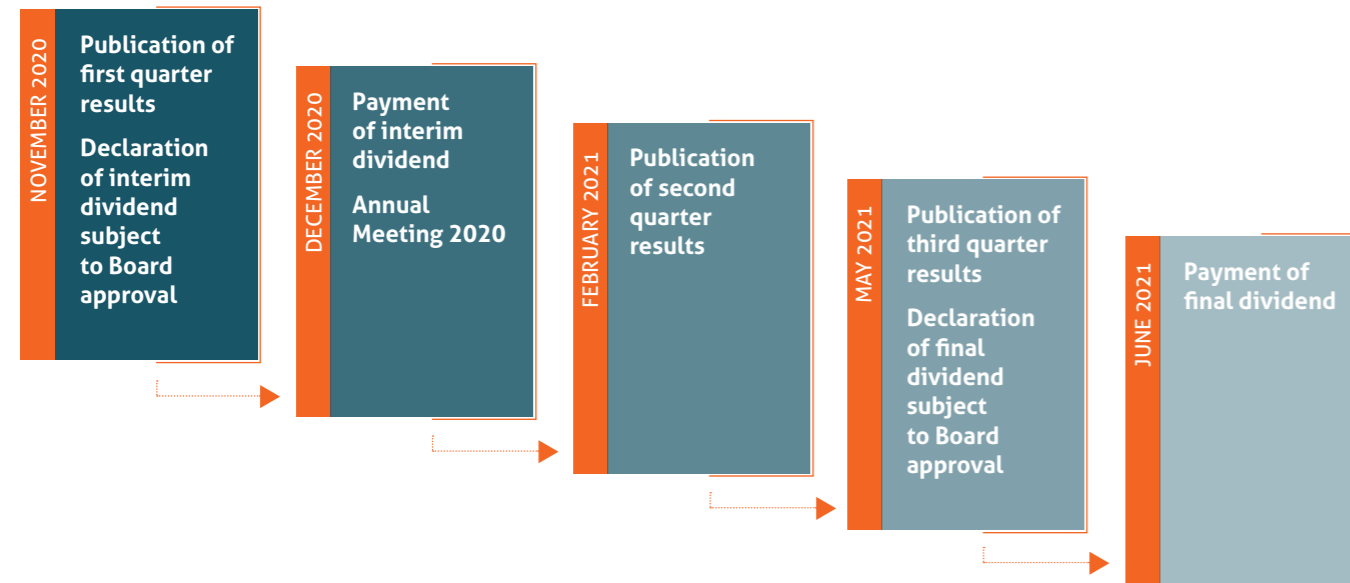 NOVEMBER 2020
Publication of
first quarter
results
Declaration
of interim
dividend
subject
to Board
approval
DECEMBER 2020
Payment
of interim
dividend
Annual
Meeting 2020
FEBRUARY 2021
Publication
of second
quarter
results
MAY 2021
Publication of
third quarter
results
Declaration
of final
dividend
subject
to Board
approval
JUNE 2021
Payment of
final dividend